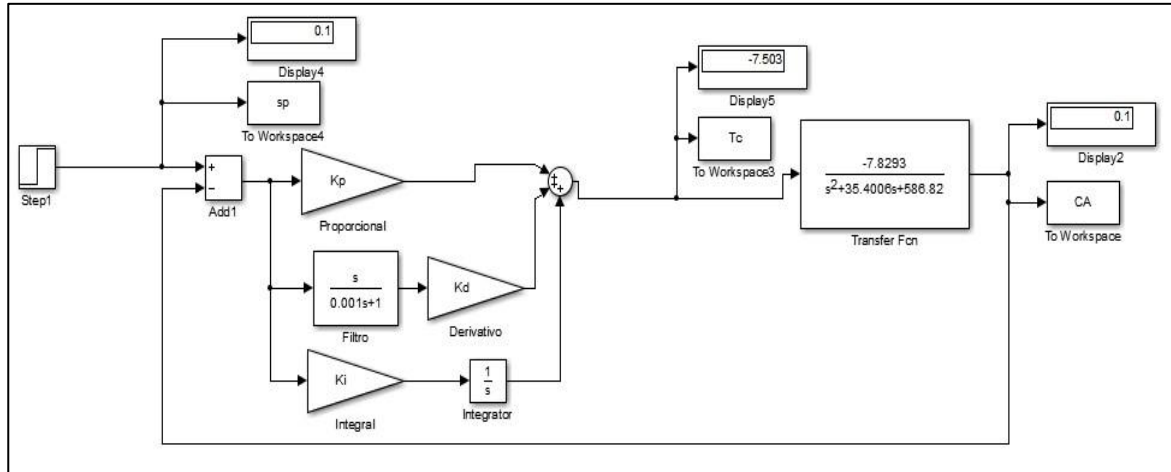 0.1
Display4
sp
To Workspace4
Step1
+
−
Add1
Kp
Proporcional
s
0.001s+1
Filtro
Kd
Derivativo
Ki
Integral
1
s
Integrator
+
+
+
-7.503
Display5
Tc
To Workspace3
-7.8293
s²+35.4006s+586.82
Transfer Fcn
0.1
Display2
CA
To Workspace